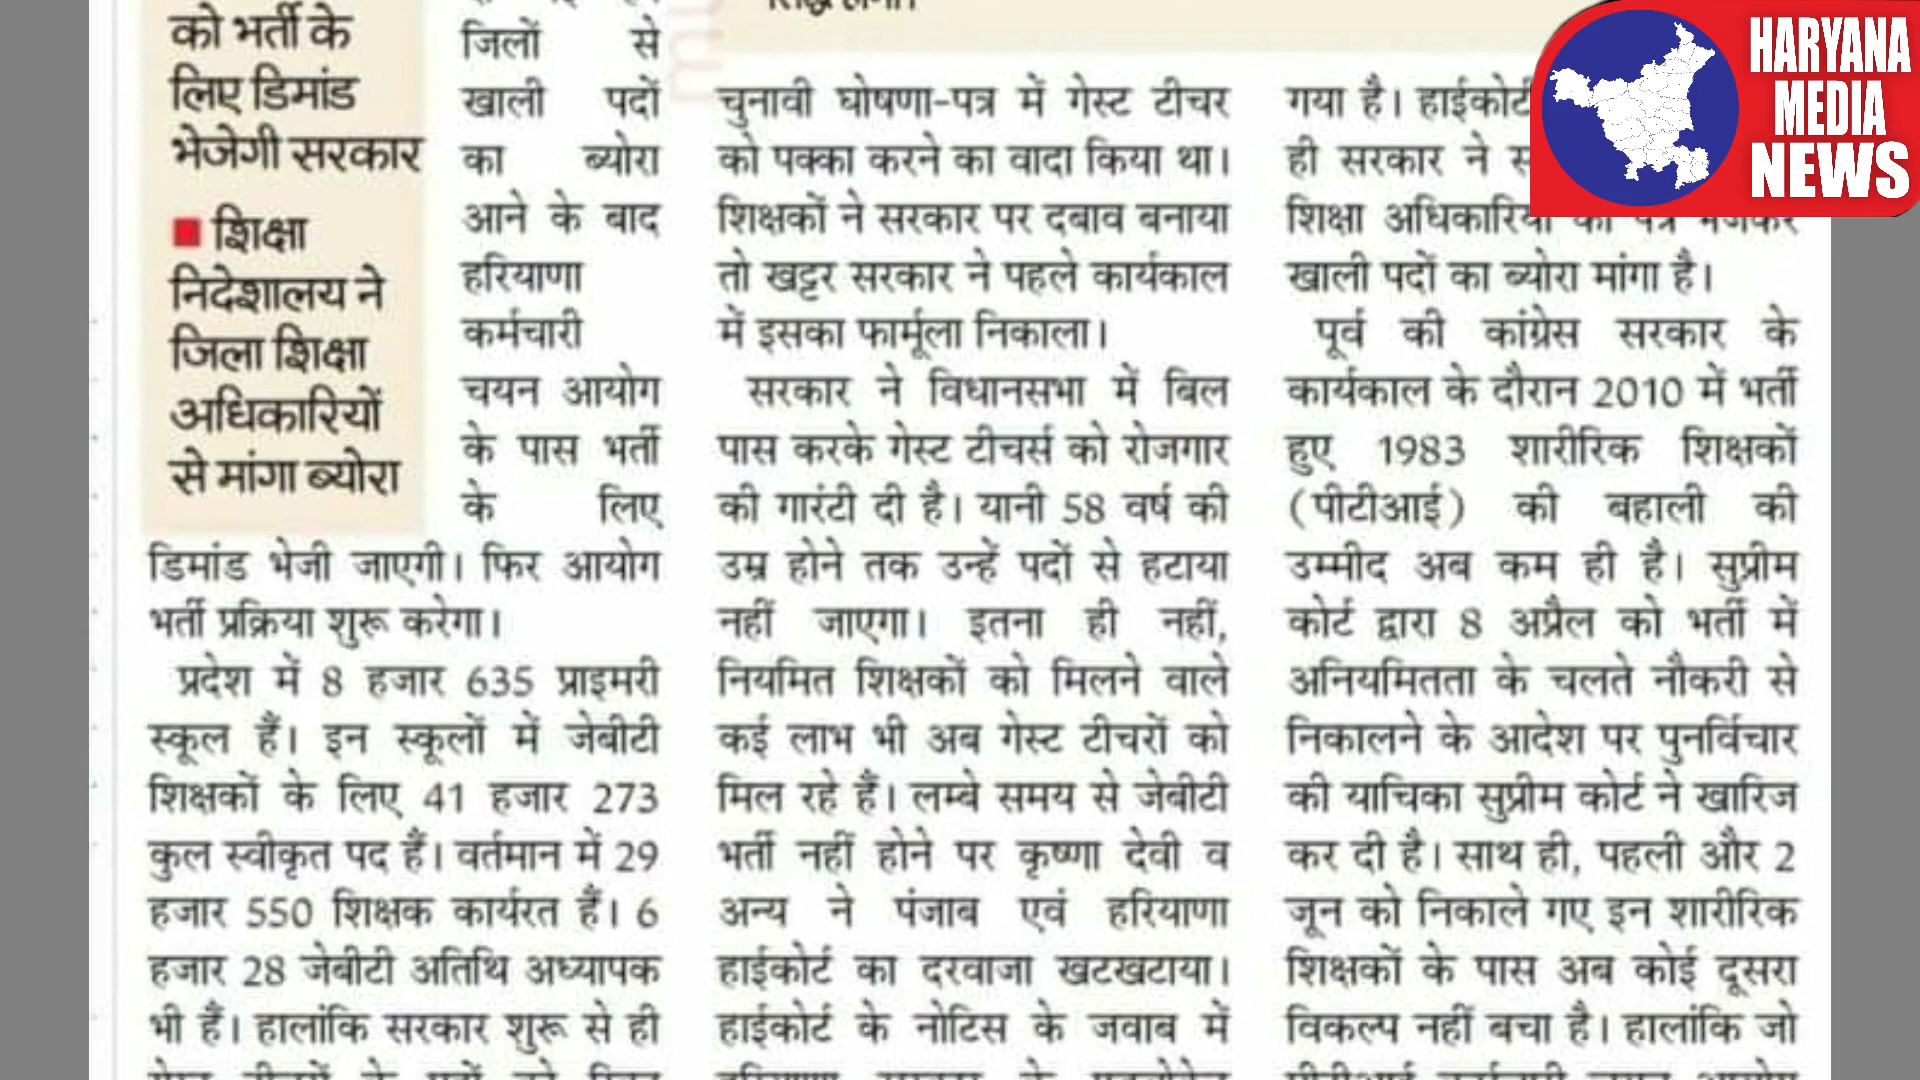 को भर्ती के
लिए डिमांड
भेजेगी सरकार
■ शिक्षा
निदेशालय ने
जिला शिक्षा
अधिकारियों
से मांगा ब्योरा
जिलों से
खाली पदों
का ब्योरा
आने के बाद
हरियाणा
कर्मचारी
चयन आयोग
के पास भर्ती
के लिए
डिमांड भेजी जाएगी। फिर आयोग
भर्ती प्रक्रिया शुरू करेगा।
प्रदेश में 8 हजार 635 प्राइमरी
स्कूल हैं। इन स्कूलों में जेबीटी
शिक्षकों के लिए 41 हजार 273
कुल स्वीकृत पद हैं। वर्तमान में 29
हजार 550 शिक्षक कार्यरत हैं। 6
हजार 28 जेबीटी अतिथि अध्यापक
भी हैं। हालांकि सरकार शुरू से ही
चुनावी घोषणा-पत्र में गेस्ट टीचर
को पक्का करने का वादा किया था।
शिक्षकों ने सरकार पर दबाव बनाया
तो खट्टर सरकार ने पहले कार्यकाल
में इसका फार्मूला निकाला।
सरकार ने विधानसभा में बिल
पास करके गेस्ट टीचर्स को रोजगार
की गारंटी दी है। यानी 58 वर्ष की
उम्र होने तक उन्हें पदों से हटाया
नहीं जाएगा। इतना ही नहीं,
नियमित शिक्षकों को मिलने वाले
कई लाभ भी अब गेस्ट टीचरों को
मिल रहे हैं। लम्बे समय से जेबीटी
भर्ती नहीं होने पर कृष्णा देवी व
अन्य ने पंजाब एवं हरियाणा
हाईकोर्ट का दरवाजा खटखटाया।
हाईकोर्ट के नोटिस के जवाब में
गया है। हाईकोर्ट
ही सरकार ने
शिक्षा अधिकारियों को पत्र भेजकर
खाली पदों का ब्योरा मांगा है।
पूर्व की कांग्रेस सरकार के
कार्यकाल के दौरान 2010 में भर्ती
हुए 1983 शारीरिक शिक्षकों
(पीटीआई) की बहाली की
उम्मीद अब कम ही है। सुप्रीम
कोर्ट द्वारा 8 अप्रैल को भर्ती में
अनियमितता के चलते नौकरी से
निकालने के आदेश पर पुनर्विचार
की याचिका सुप्रीम कोर्ट ने खारिज
कर दी है। साथ ही, पहली और 2
जून को निकाले गए इन शारीरिक
शिक्षकों के पास अब कोई दूसरा
विकल्प नहीं बचा है। हालांकि जो
HARYANA
MEDIA
NEWS